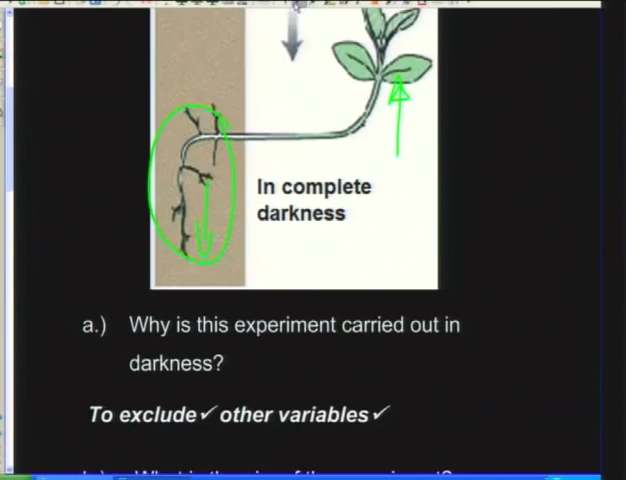 In complete
darkness
a.) Why is this experiment carried out in
darkness?
To exclude✓ other variables✓